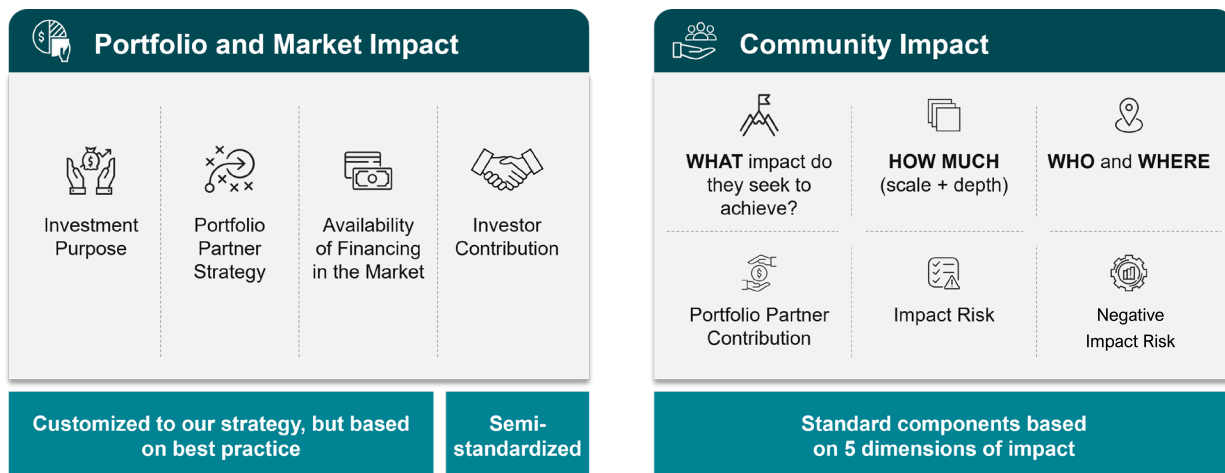 Portfolio and Market Impact
Investment
Purpose
Portfolio
Partner
Strategy
Availability
of Financing
in the Market
Investor
Contribution
Customized to our strategy, but based
on best practice
Semi-
standardized
Community Impact
WHAT impact do
they seek to
achieve?
HOW MUCH
(scale + depth)
WHO and WHERE
Portfolio Partner
Contribution
Impact Risk
Negative
Impact Risk
Standard components based
on 5 dimensions of impact